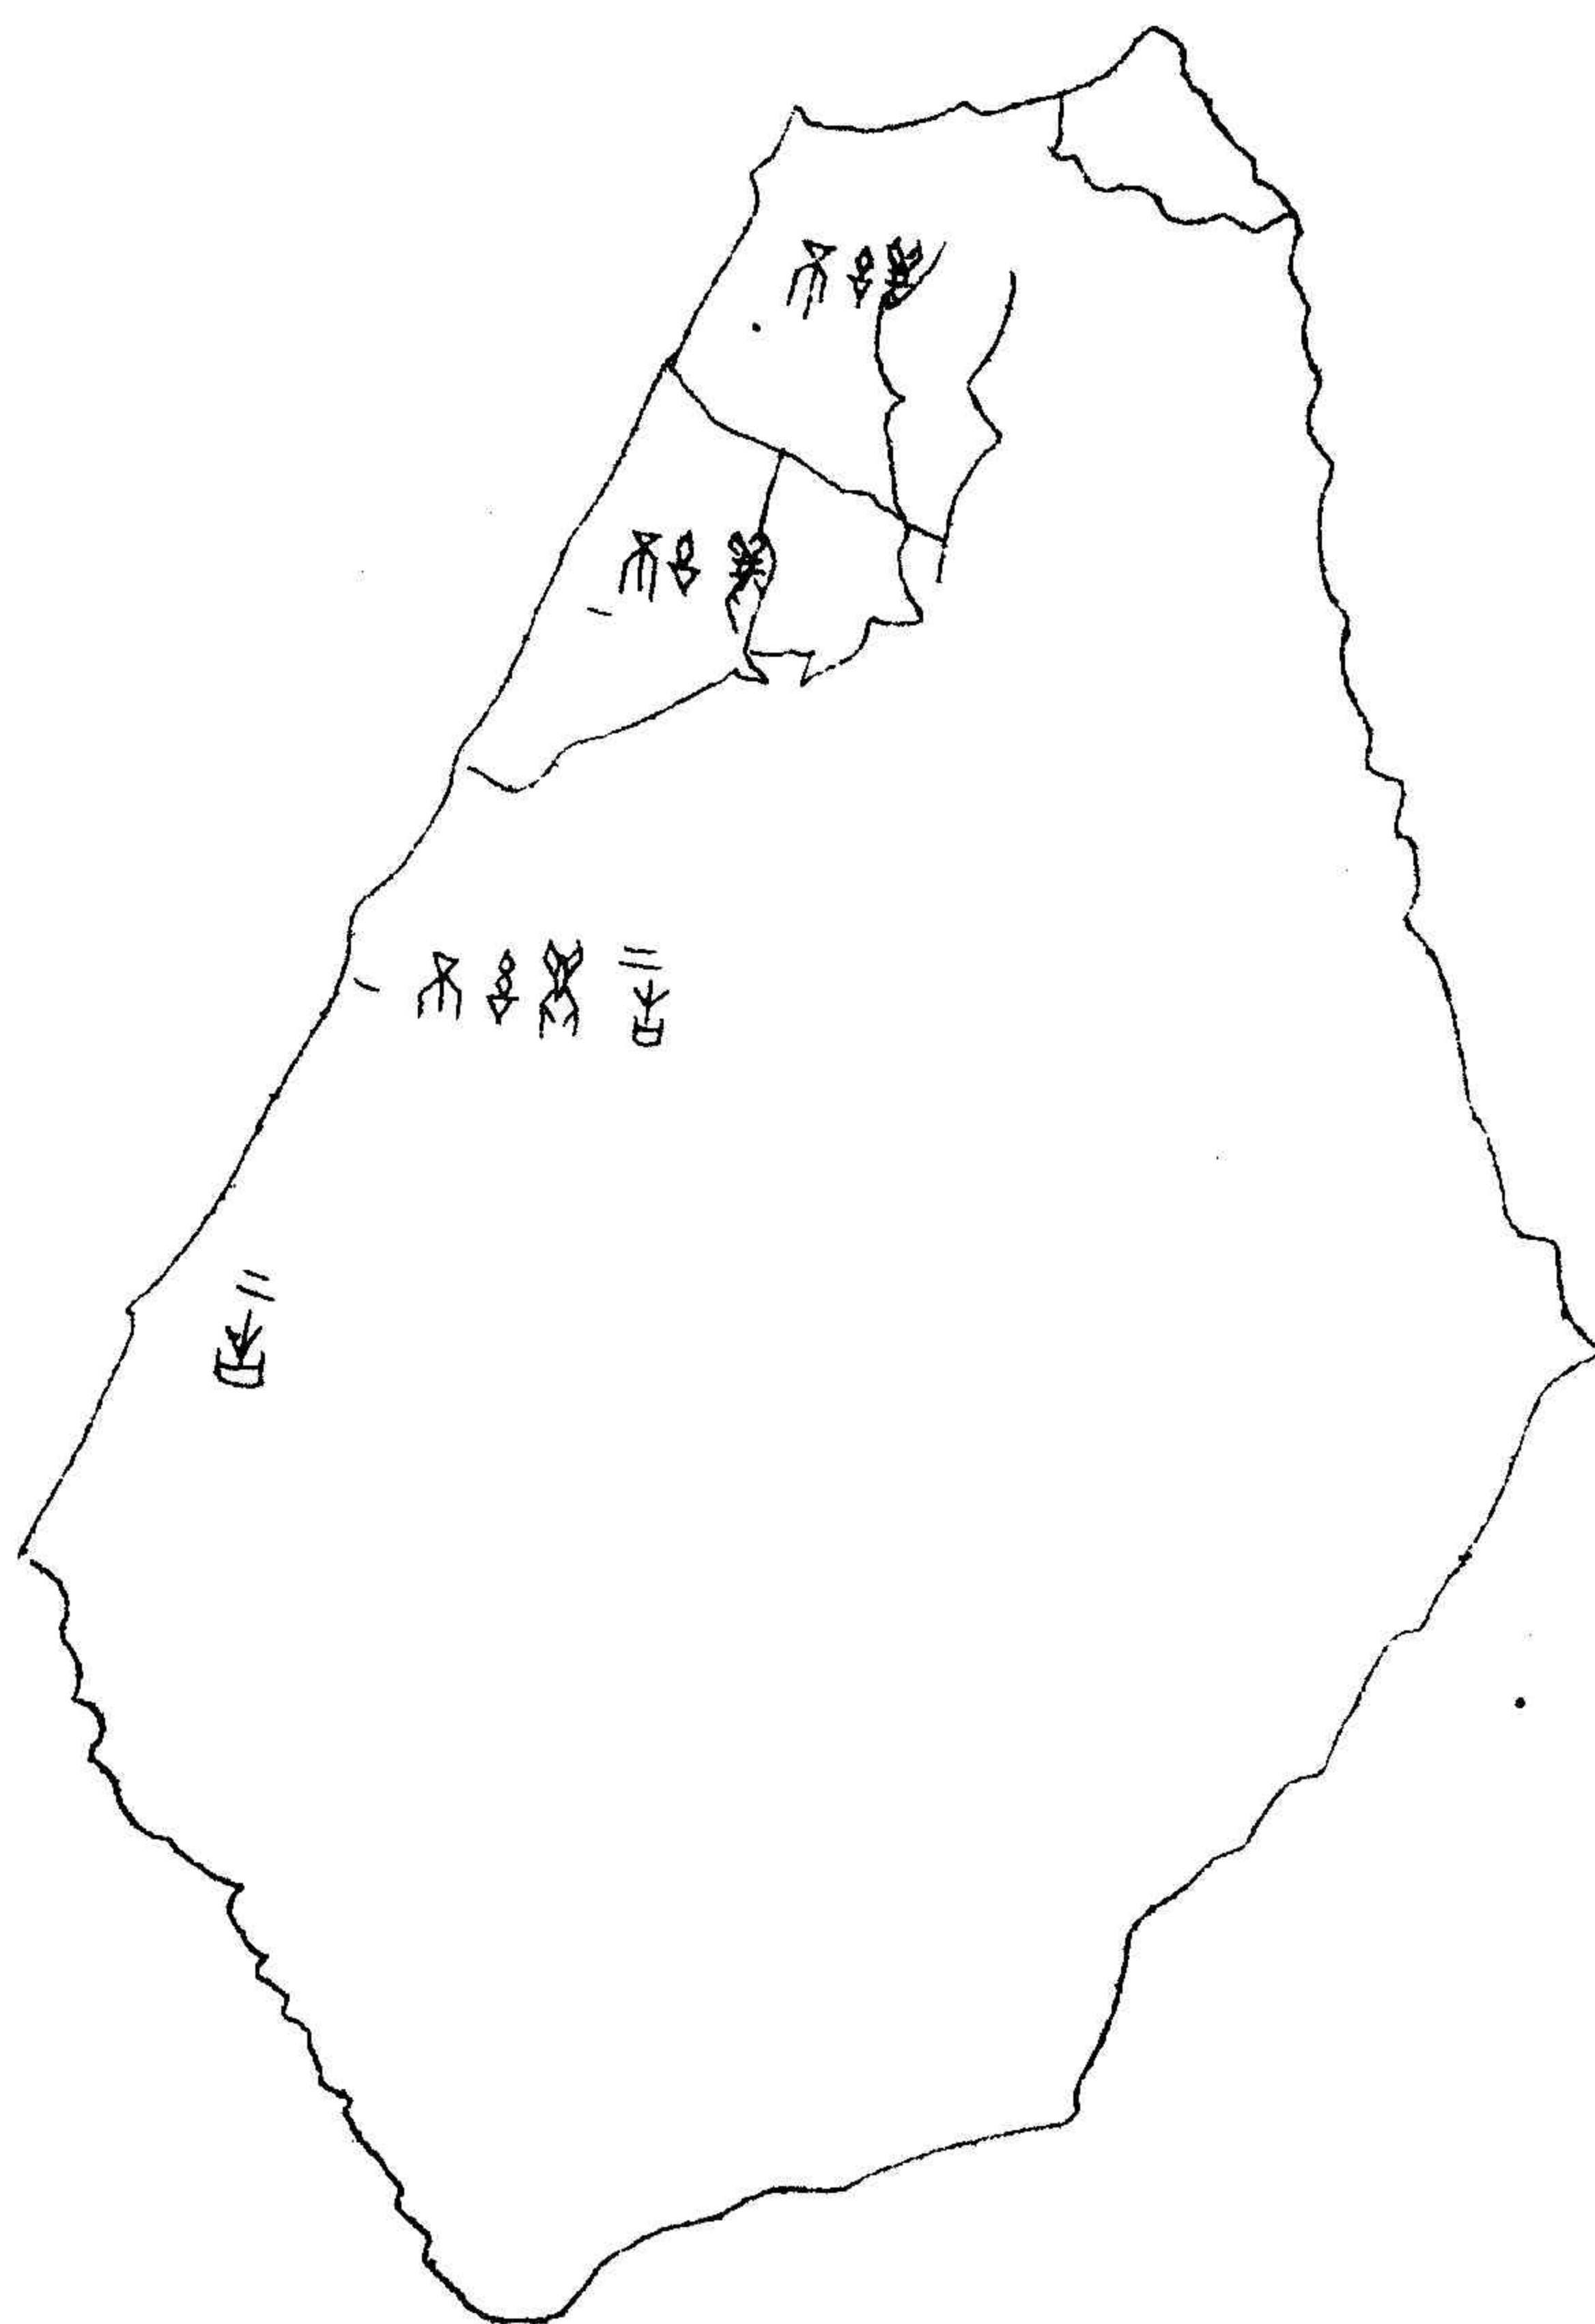 不玄冥
一 不玄冥
一 不玄冥 二告
二告